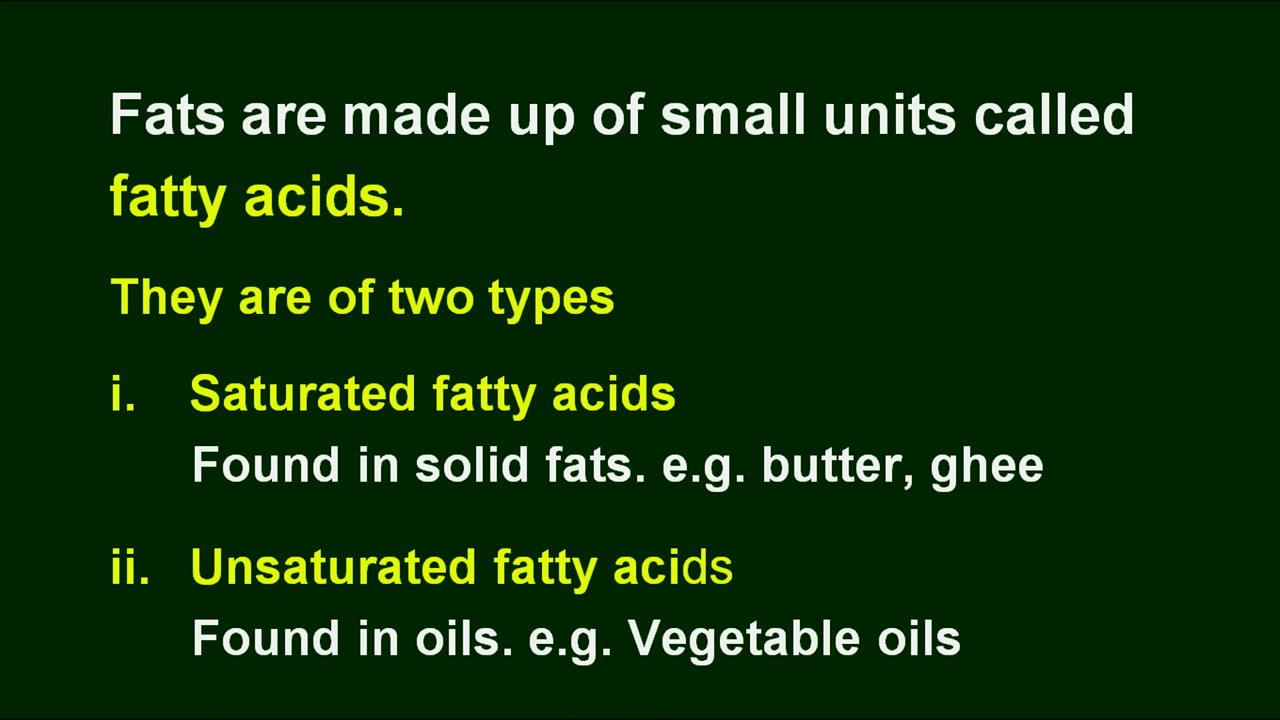 Fats are made up of small units called
fatty acids.
They are of two types
i. Saturated fatty acids
Found in solid fats. e.g. butter, ghee
ii. Unsaturated fatty acids
Found in oils. e.g. Vegetable oils